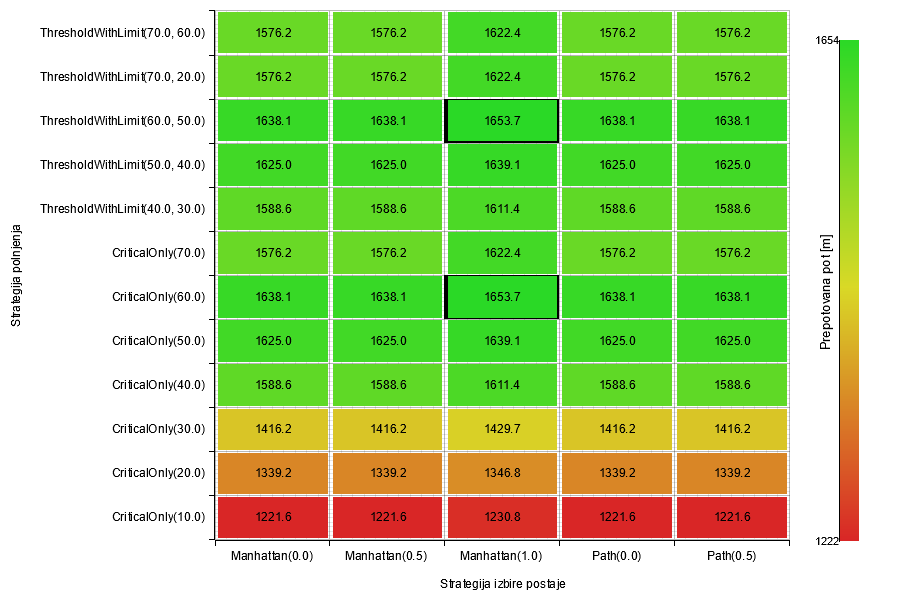 ThresholdWithLimit(70.0, 60.0) 1576.2 1576.2 1622.4 1576.2 1576.2
ThresholdWithLimit(70.0, 20.0) 1576.2 1576.2 1622.4 1576.2 1576.2
ThresholdWithLimit(60.0, 50.0) 1638.1 1638.1 1653.7 1638.1 1638.1
ThresholdWithLimit(50.0, 40.0) 1625.0 1625.0 1639.1 1625.0 1625.0
ThresholdWithLimit(40.0, 30.0) 1588.6 1588.6 1611.4 1588.6 1588.6
CriticalOnly(70.0) 1576.2 1576.2 1622.4 1576.2 1576.2
CriticalOnly(60.0) 1638.1 1638.1 1653.7 1638.1 1638.1
CriticalOnly(50.0) 1625.0 1625.0 1639.1 1625.0 1625.0
CriticalOnly(40.0) 1588.6 1588.6 1611.4 1588.6 1588.6
CriticalOnly(30.0) 1416.2 1416.2 1429.7 1416.2 1416.2
CriticalOnly(20.0) 1339.2 1339.2 1346.8 1339.2 1339.2
CriticalOnly(10.0) 1221.6 1221.6 1230.8 1221.6 1221.6
Manhattan(0.0) Manhattan(0.5) Manhattan(1.0) Path(0.0) Path(0.5)
Strategija izbire postaje
Strategija polnjenja
1654
Prepotovana pot [m]
1222